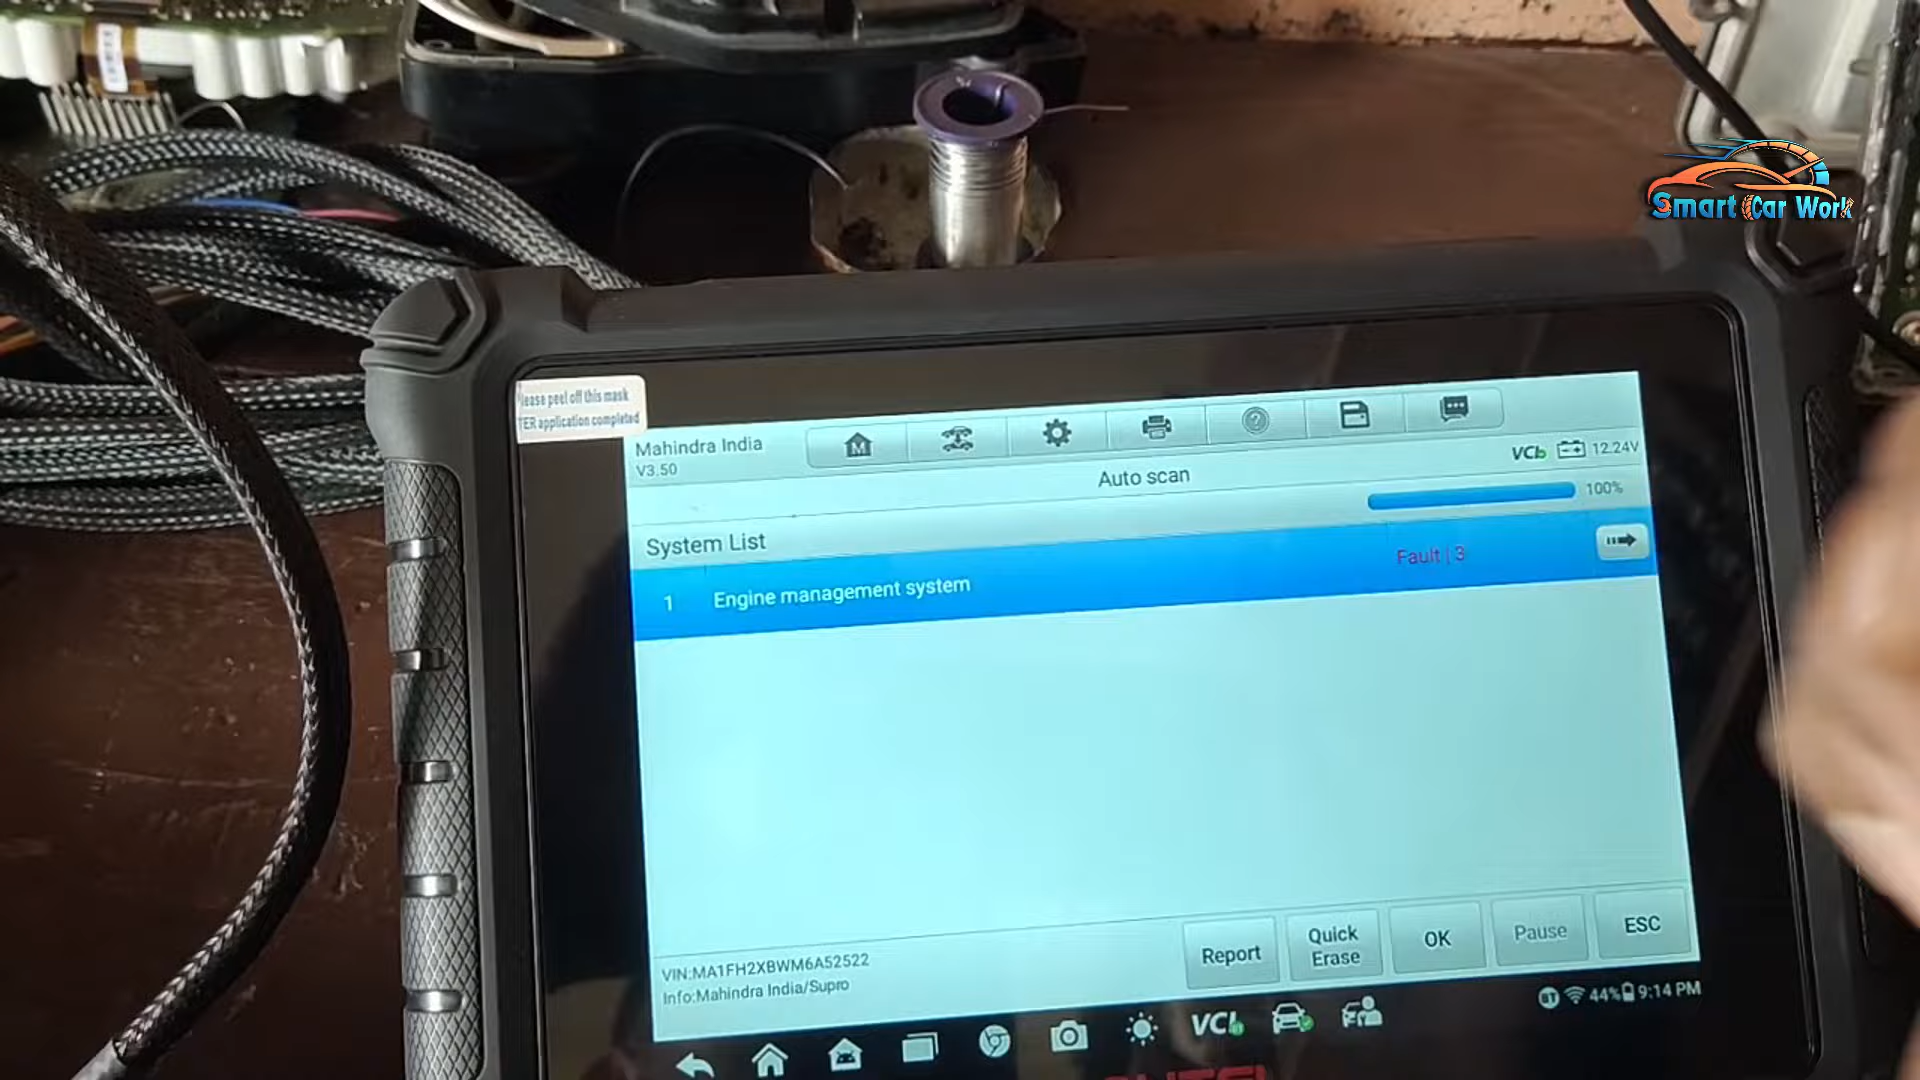 Smart Car Work
lease peel off this mask
TER application completed
Mahindra India
V3.50
VCI
12.24V
Auto scan
100%
System List
1 Engine management system Fault | 3
VIN:MA1FH2XBWM6A52522
Info:Mahindra India/Supro
Report
Quick
Erase
OK
Pause
ESC
VCI
44% 9:14 PM